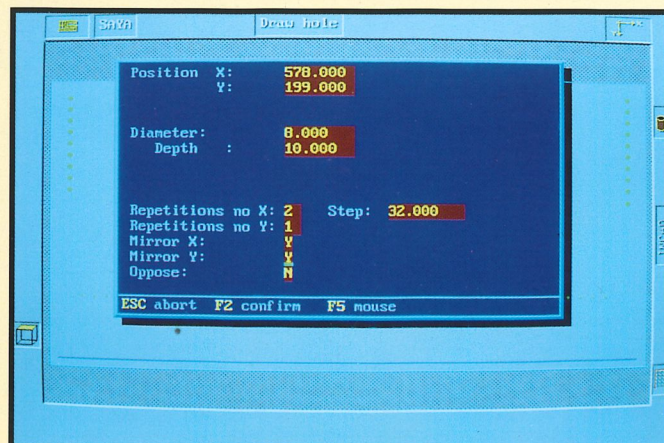 SAYA Draw hole
Position X: 578.000
Y: 199.000
Diameter: 8.000
Depth : 10.000
Repetitions no X: 2 Step: 32.000
Repetitions no Y: 1
Mirror X: Y
Mirror Y: Y
Oppose: N
ESC abort F2 confirm F5 mouse